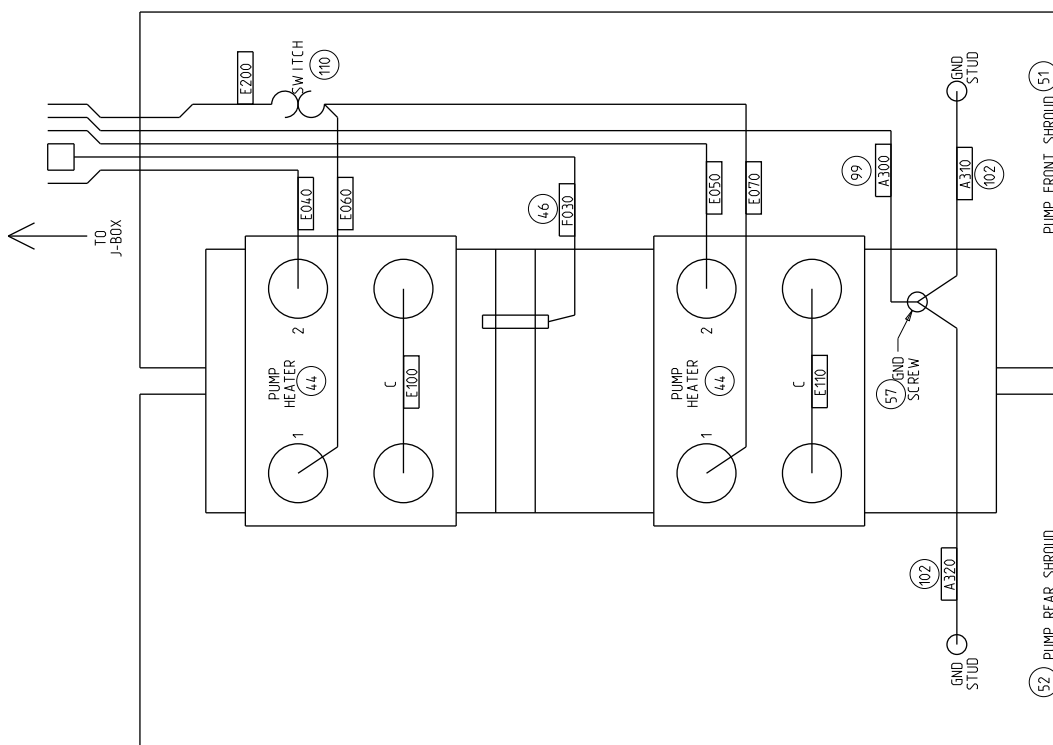 TO
J-BOX
E200
SWITCH
110
E040
E060
46
F030
E050
E070
99
A300
A310
102
GND
STUD
PUMP FRONT SHROUD 51
PUMP
HEATER
44
1
2
C
E100
PUMP
HEATER
44
1
2
C
E110
57
GND
SCREW
102
A320
GND
STUD
52 PUMP REAR SHROUD